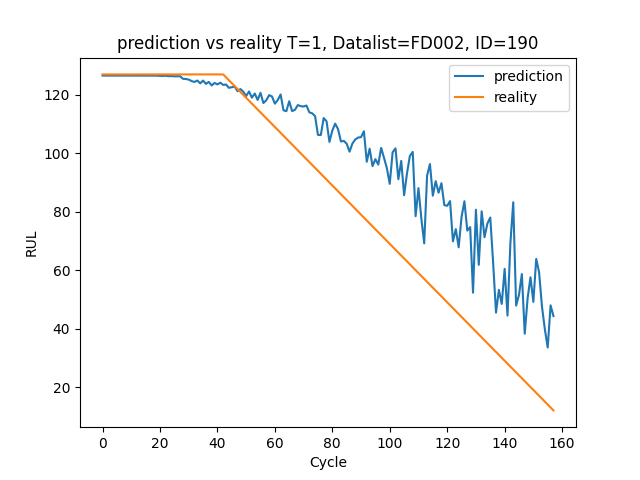 prediction vs reality T=1, Datalist=FD002, ID=190
prediction
reality
RUL
120
100
80
60
40
20
0 20 40 60 80 100 120 140 160
Cycle